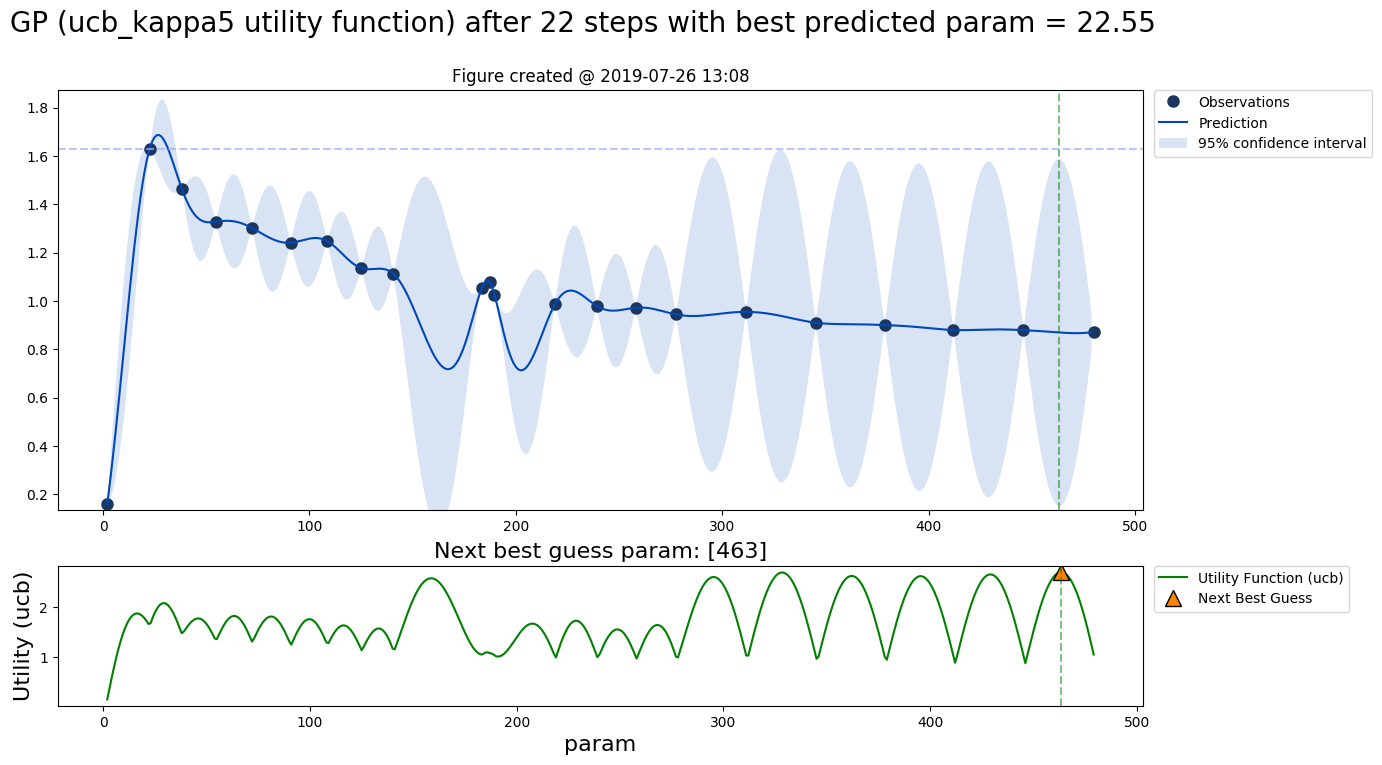 GP (ucb_kappa5 utility function) after 22 steps with best predicted param = 22.55
Figure created @ 2019-07-26 13:08
1.8
1.6
1.4
1.2
1.0
0.8
0.6
0.4
0.2
0 100 200 300 400 500
Observations
Prediction
95% confidence interval
Next best guess param: [463]
Utility (ucb)
2
1
0 100 200 300 400 500
param
Utility Function (ucb)
Next Best Guess